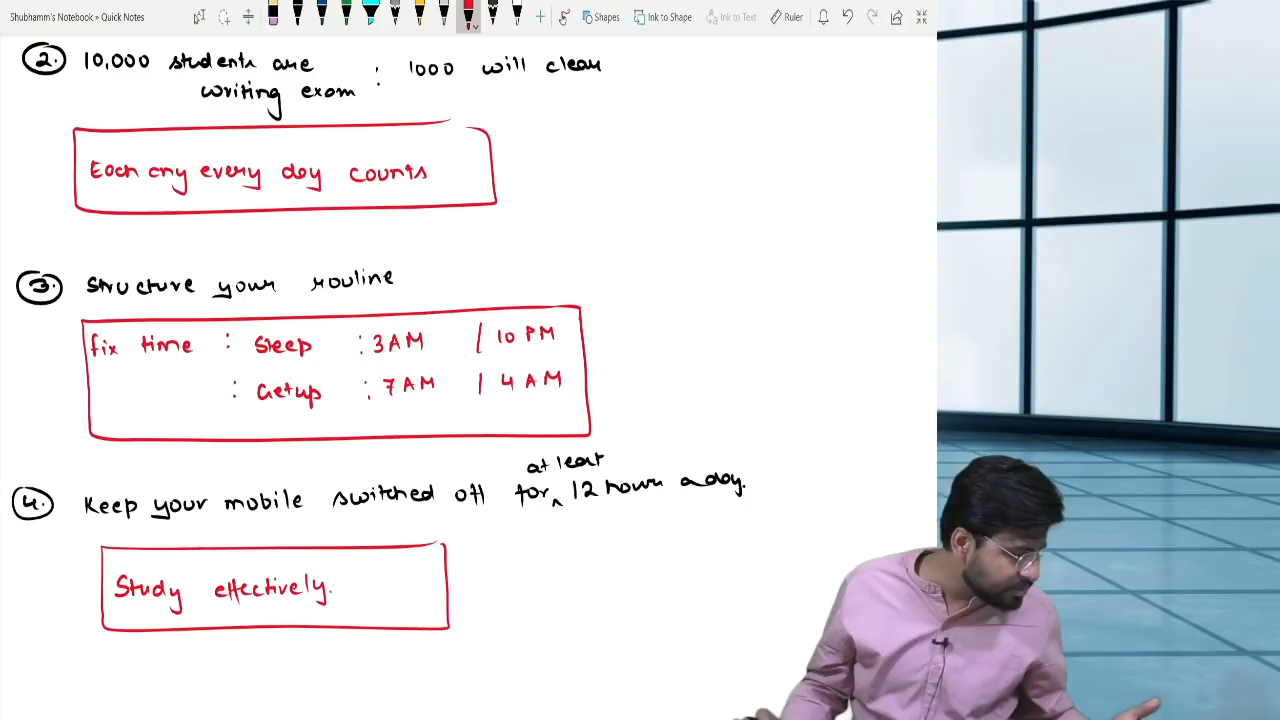 Shubhamm's Notebook » Quick Notes
Shapes
Ink to Shape
Ink to Text
Ruler
2. 10,000 students are : 1000 will clear
writing exam
Each any every day counts
3. Structure your routine
fix time : Sleep : 3 AM / 10 PM
: Getup : 7 AM / 4 AM
at least
4. Keep your mobile switched off for ^ 12 hours a day.
Study effectively.